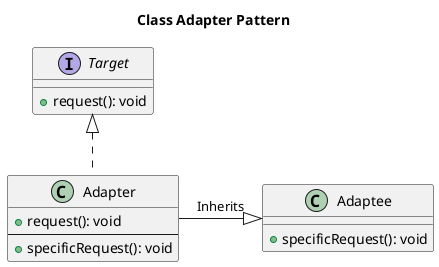 Class Adapter Pattern
I Target
request(): void
C Adapter
request(): void
specificRequest(): void
Inherits
C Adaptee
specificRequest(): void